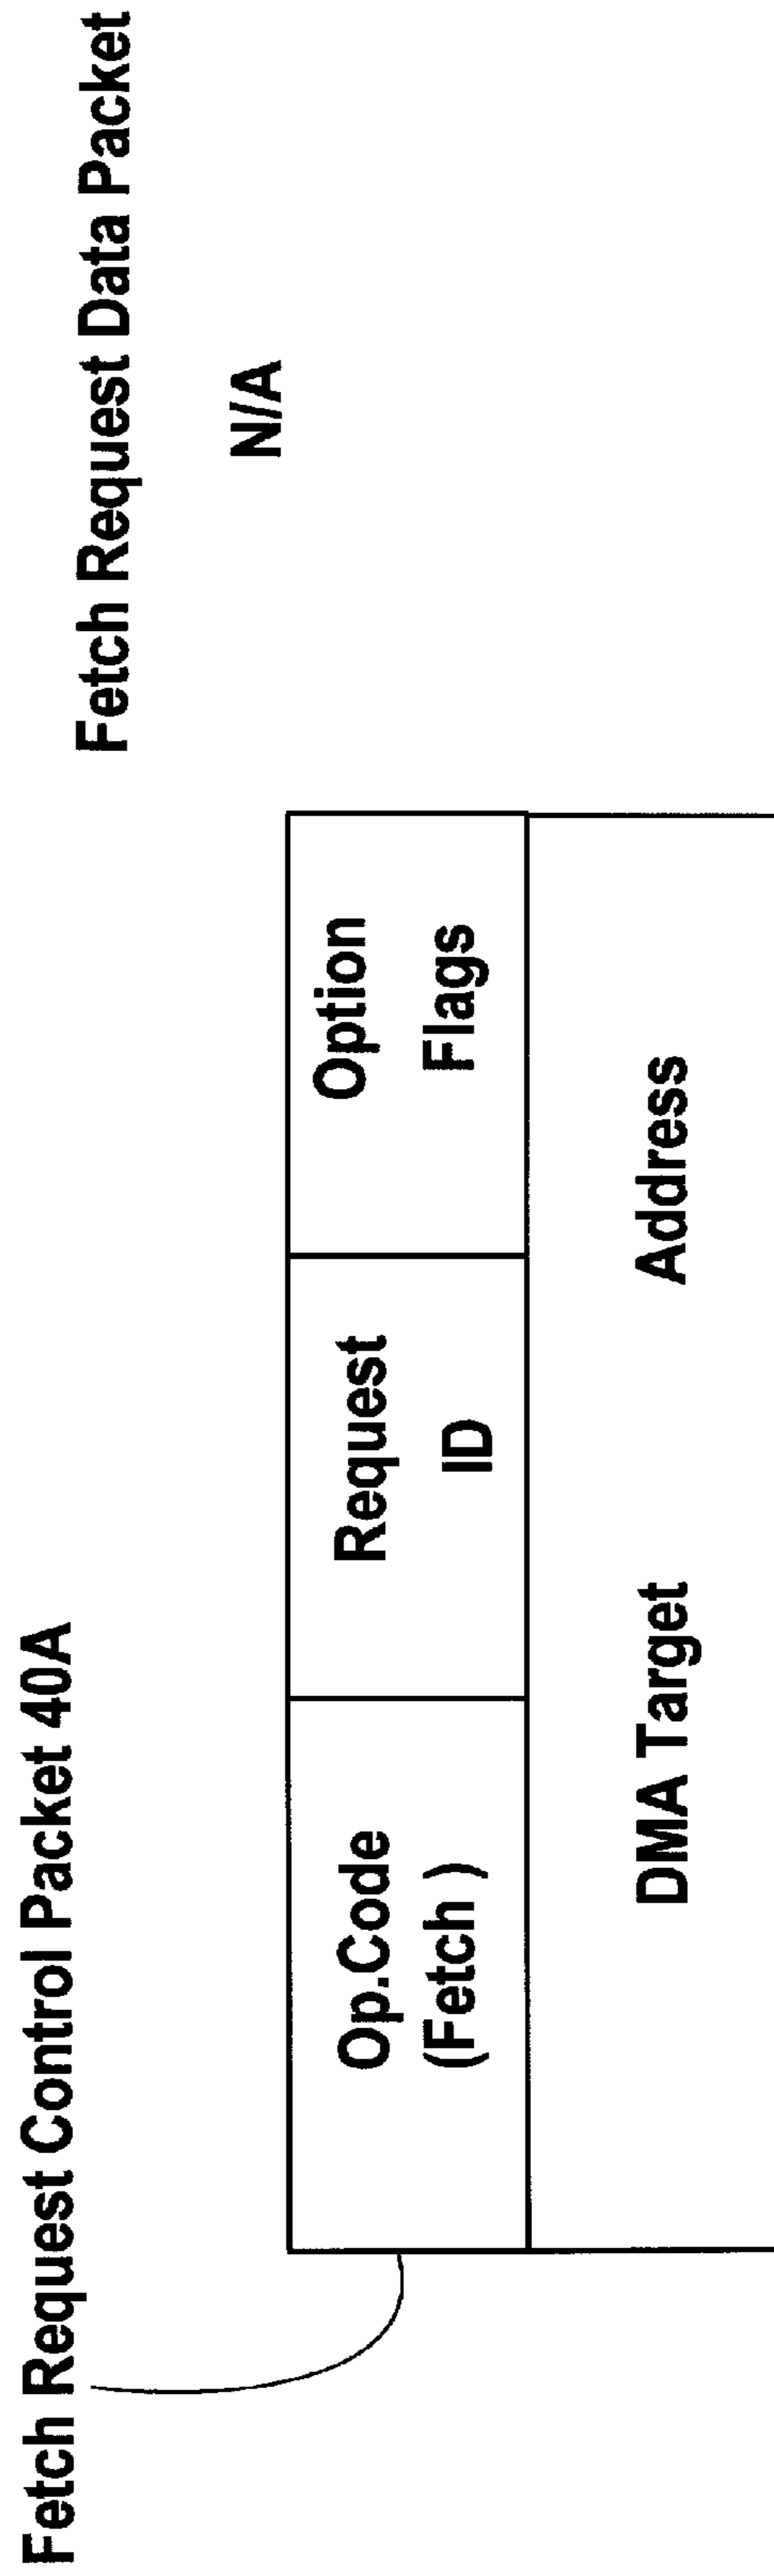 Fetch Request Control Packet 40A
Fetch Request Data Packet
N/A
Op.Code
(Fetch )
Request
ID
Option
Flags
DMA Target Address